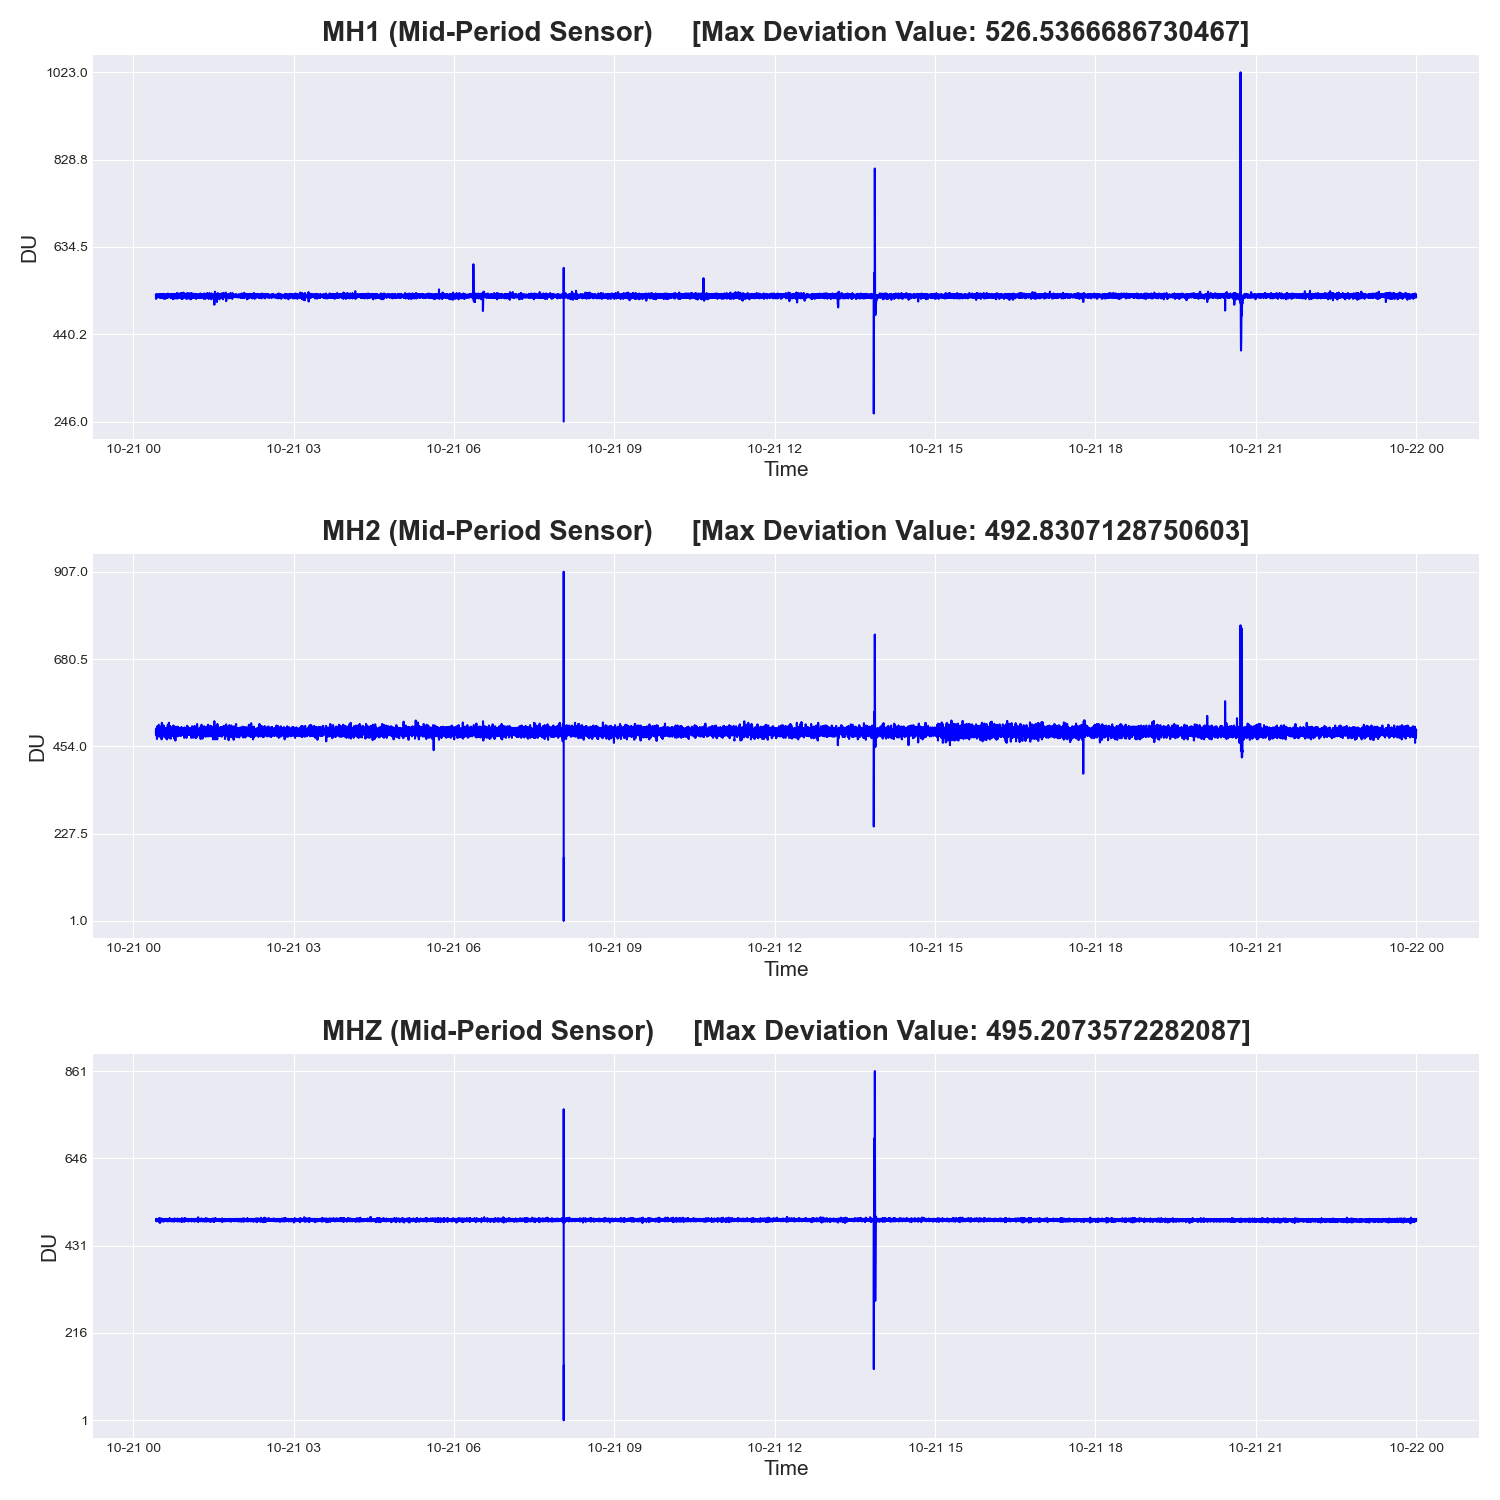 MH1 (Mid-Period Sensor) [Max Deviation Value: 526.5366686730467]
1023.0
828.8
634.5
440.2
246.0
DU
10-21 00 10-21 03 10-21 06 10-21 09 10-21 12 10-21 15 10-21 18 10-21 21 10-22 00
Time
MH2 (Mid-Period Sensor) [Max Deviation Value: 492.8307128750603]
907.0
680.5
454.0
227.5
1.0
DU
10-21 00 10-21 03 10-21 06 10-21 09 10-21 12 10-21 15 10-21 18 10-21 21 10-22 00
Time
MHZ (Mid-Period Sensor) [Max Deviation Value: 495.2073572282087]
861
646
431
216
1
DU
10-21 00 10-21 03 10-21 06 10-21 09 10-21 12 10-21 15 10-21 18 10-21 21 10-22 00
Time